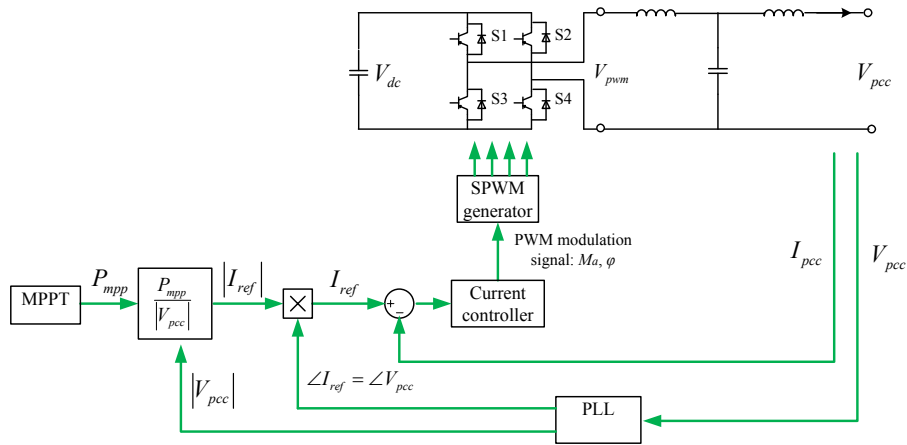 S1
S2
V_dc
V_pwm
V_pcc
S3
S4
SPWM
generator
PWM modulation
signal: M_a, φ
I_pcc
V_pcc
MPPT
P_mpp
P_mpp
|V_pcc|
|I_ref|
×
I_ref
+
−
Current
controller
|V_pcc|
∠I_ref = ∠V_pcc
PLL